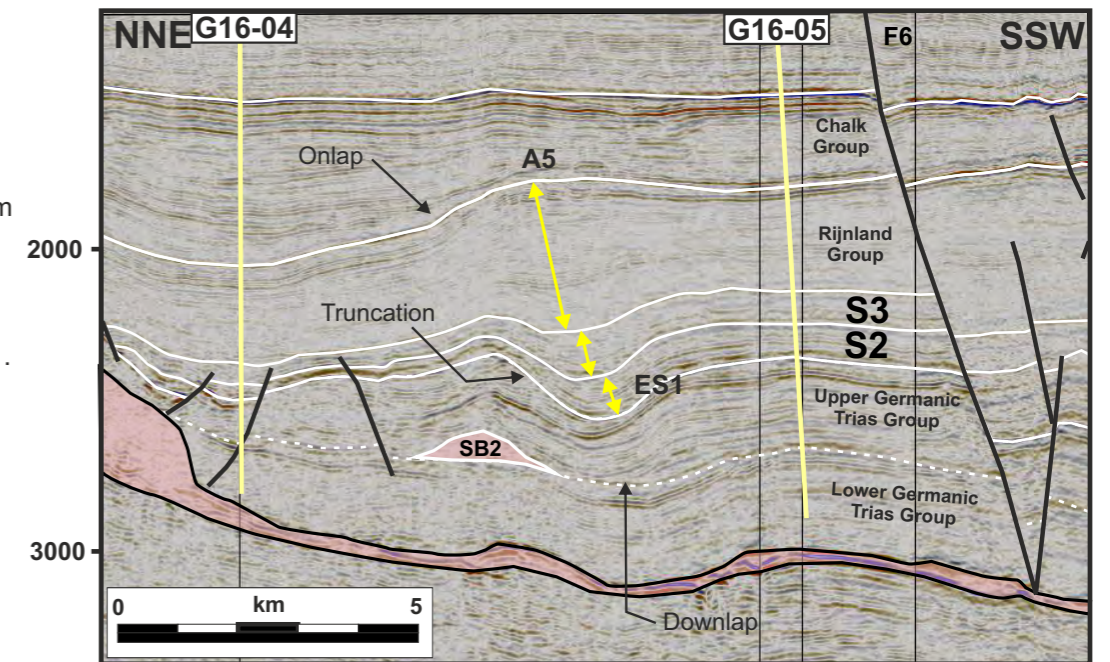 NNE
G16-04
G16-05
F6
SSW
Chalk
Group
Onlap
A5
m
2000
Rijnland
Group
S3
Truncation
S2
.
ES1
Upper Germanic
Trias Group
SB2
Lower Germanic
Trias Group
3000
0 km 5
Downlap